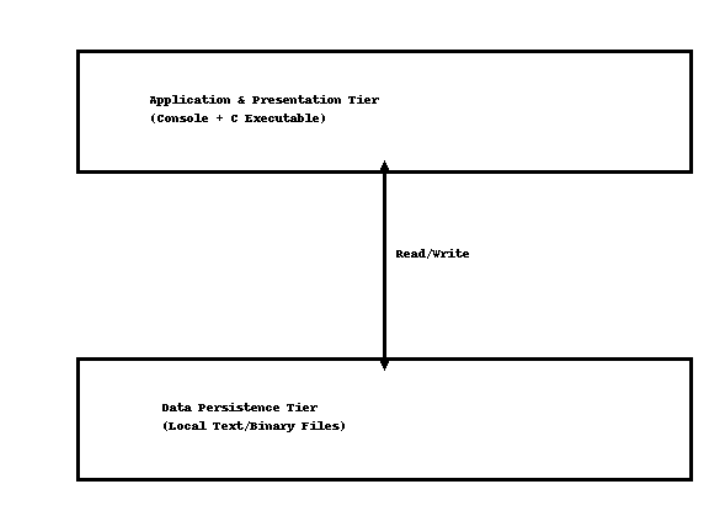 Application & Presentation Tier
(Console + C Executable)
Read/Write
Data Persistence Tier
(Local Text/Binary Files)